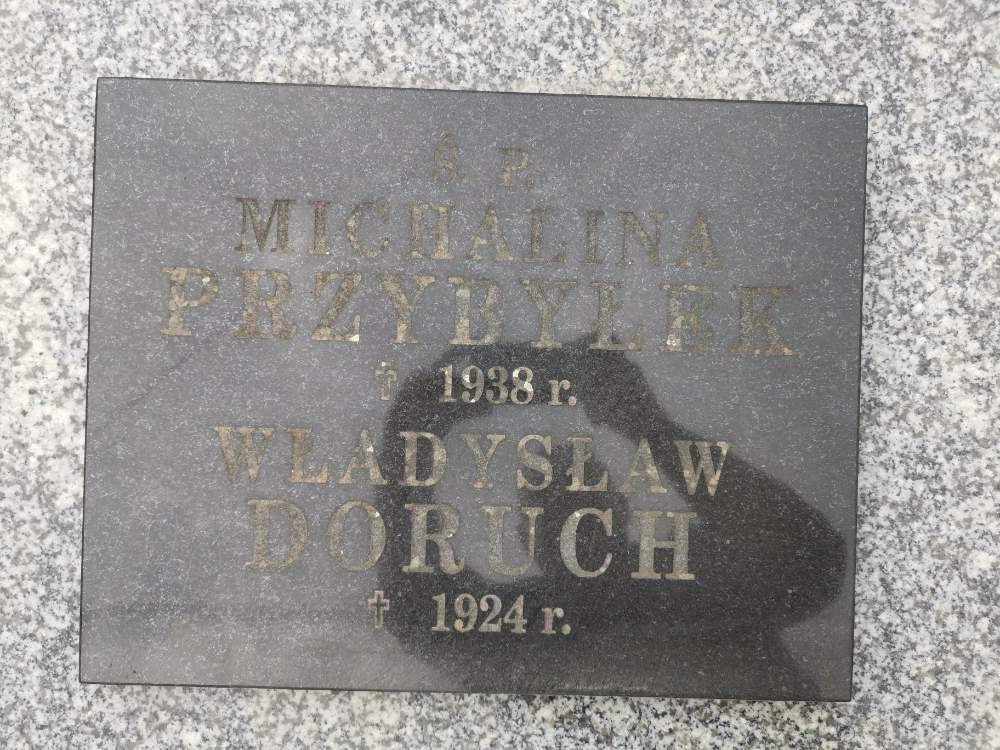 Ś. P.
MICHALINA
PRZYBYŁEK
† 1938 r.
WŁADYSŁAW
DORUCH
† 1924 r.